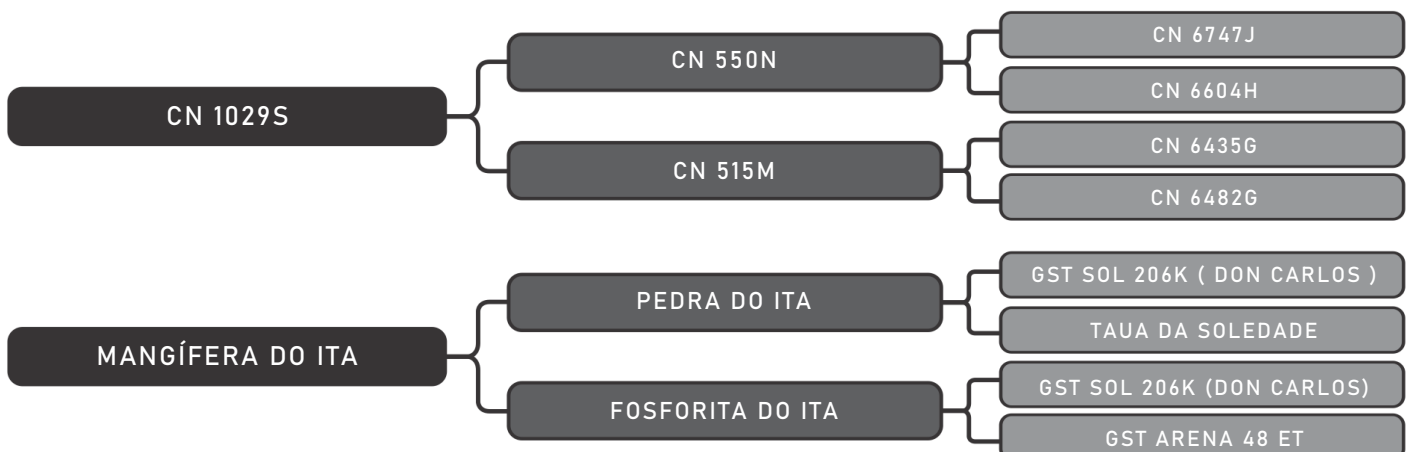 CN 1029S
CN 550N
CN 6747J
CN 6604H
CN 515M
CN 6435G
CN 6482G
MANGÍFERA DO ITA
PEDRA DO ITA
GST SOL 206K ( DON CARLOS )
TAUA DA SOLEDADE
FOSFORITA DO ITA
GST SOL 206K (DON CARLOS)
GST ARENA 48 ET